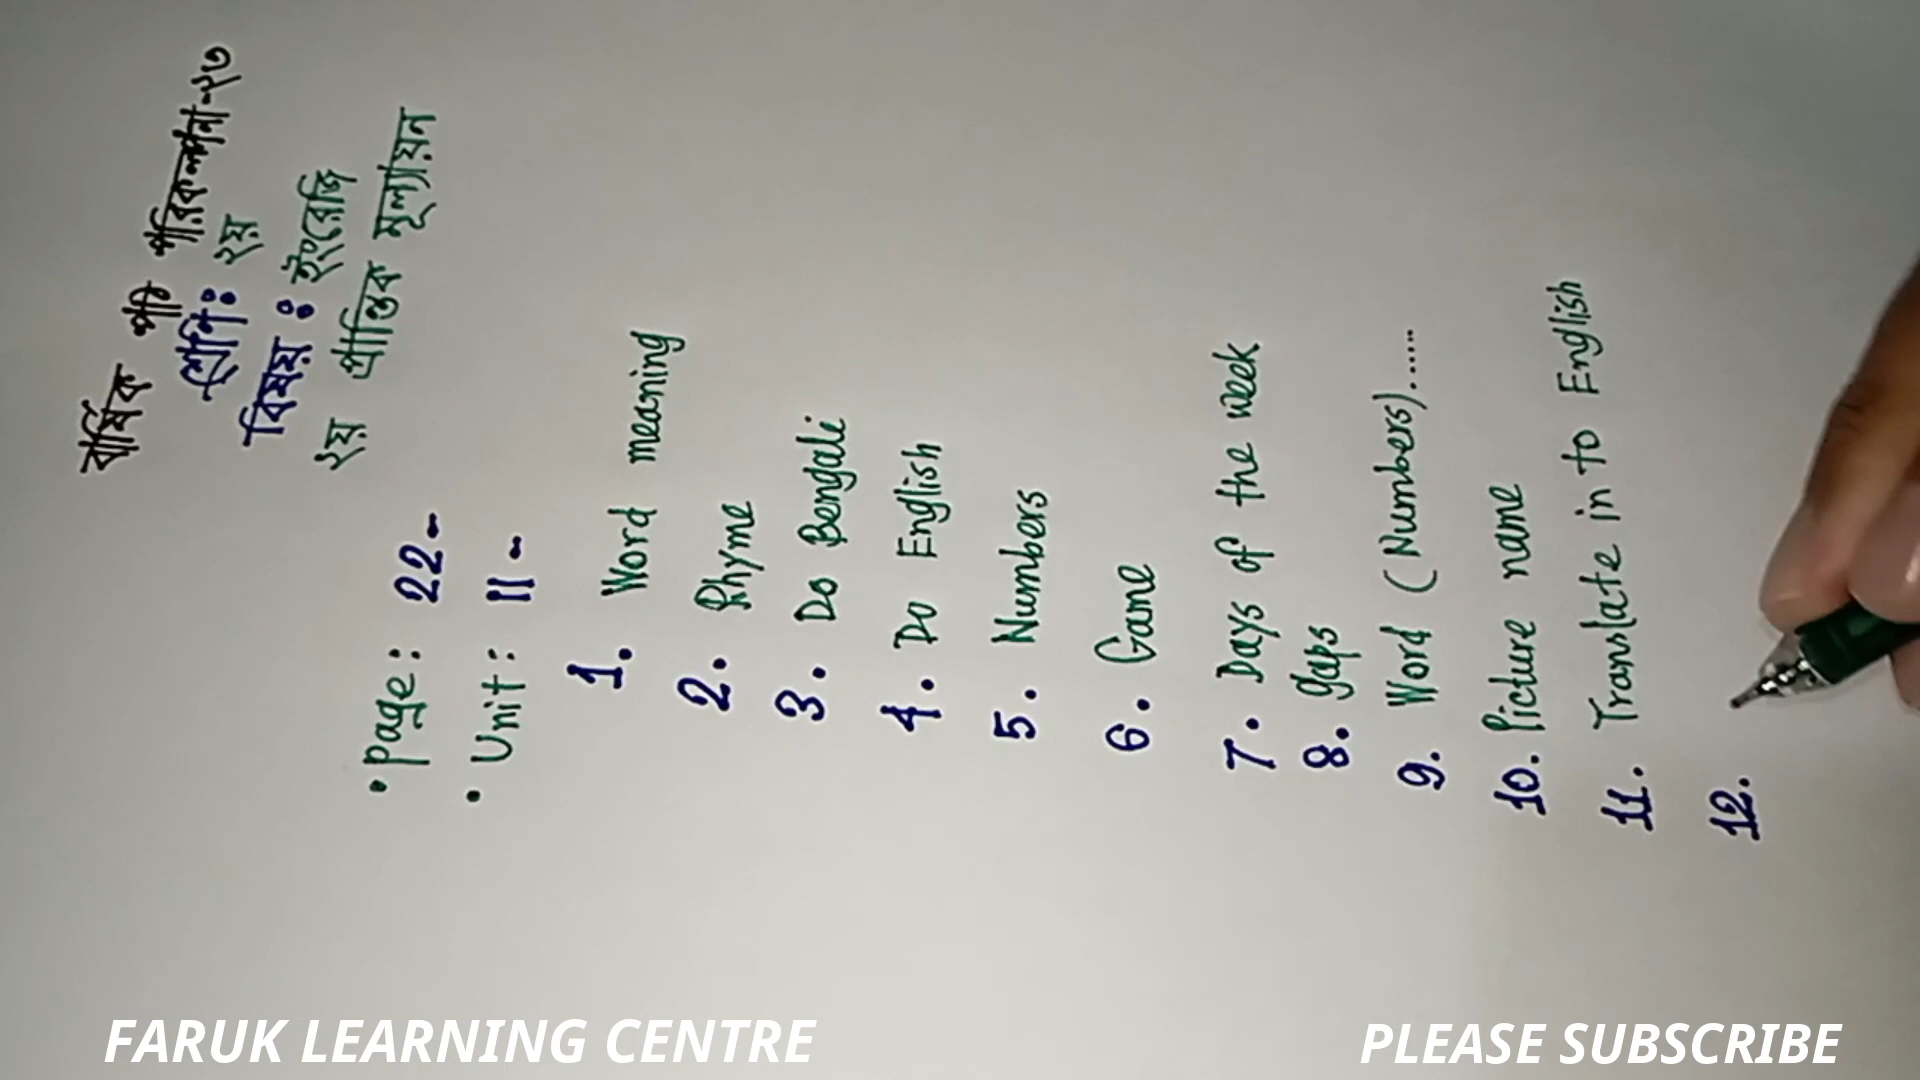 বার্ষিক পাঠ পরিকল্পনা-২৩
শ্রেণি: ২য়
বিষয়: ইংরেজি
২য় প্রান্তিক মূল্যায়ন
• Page: 22-
• Unit: 11-
1. Word meaning
2. Rhyme
3. Do Bengali
4. Do English
5. Numbers
6. Game
7. Days of the week
8. gaps
9. Word (Numbers)......
10. Picture name
11. Translate in to English
12.
FARUK LEARNING CENTRE
PLEASE SUBSCRIBE